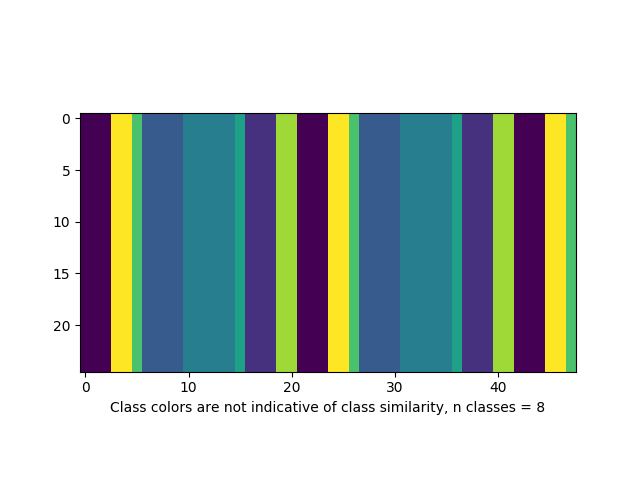 0
5
10
15
20
0 10 20 30 40
Class colors are not indicative of class similarity, n classes = 8